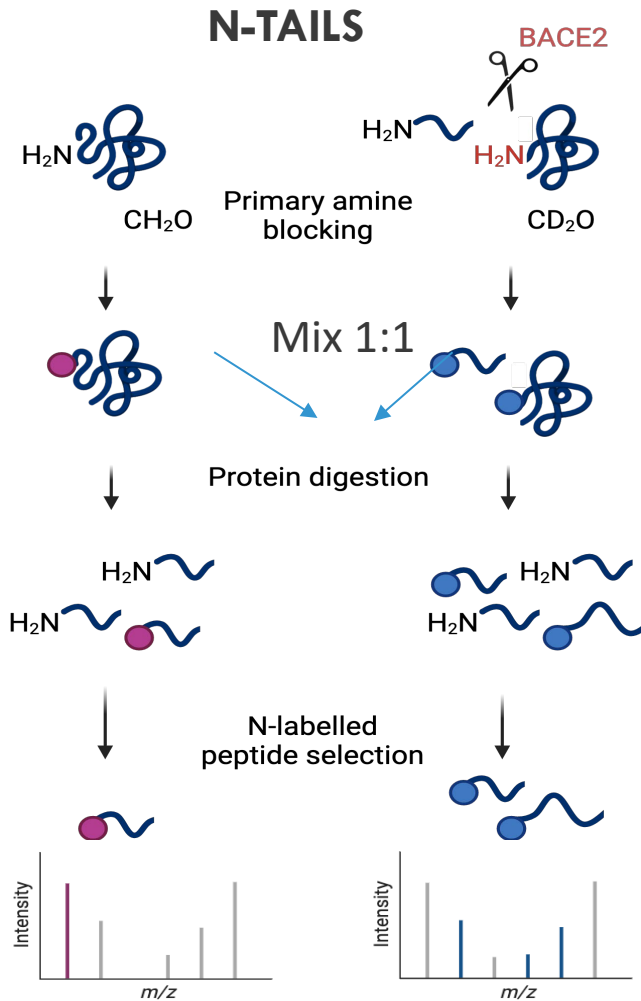 N-TAILS
BACE2
H₂N
H₂N
H₂N
CH₂O
Primary amine
blocking
CD₂O
Mix 1:1
Protein digestion
H₂N
H₂N
H₂N
H₂N
N-labelled
peptide selection
Intensity
m/z
Intensity
m/z